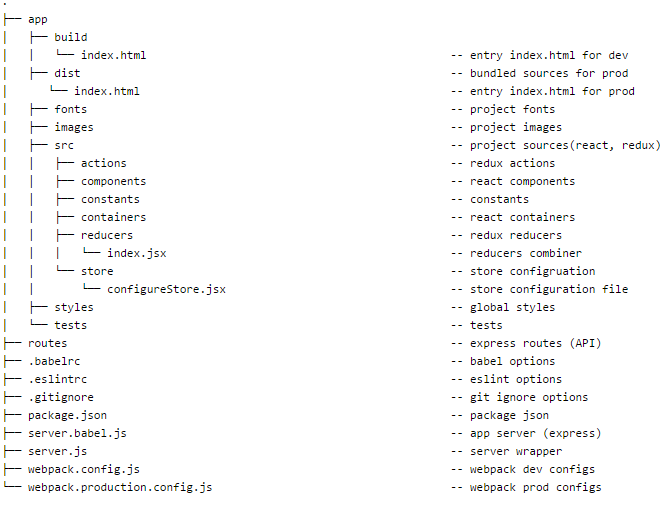 .
├── app
│   ├── build
│   │   └── index.html -- entry index.html for dev
│   ├── dist -- bundled sources for prod
│      └── index.html -- entry index.html for prod
│   ├── fonts -- project fonts
│   ├── images -- project images
│   ├── src -- project sources(react, redux)
│   │   ├── actions -- redux actions
│   │   ├── components -- react components
│   │   ├── constants -- constants
│   │   ├── containers -- react containers
│   │   ├── reducers -- redux reducers
│   │   │   └── index.jsx -- reducers combiner
│   │   └── store -- store configruation
│   │       └── configureStore.jsx -- store configuration file
│   ├── styles -- global styles
│   └── tests -- tests
├── routes -- express routes (API)
├── .babelrc -- babel options
├── .eslintrc -- eslint options
├── .gitignore -- git ignore options
├── package.json -- package json
├── server.babel.js -- app server (express)
├── server.js -- server wrapper
├── webpack.config.js -- webpack dev configs
└── webpack.production.config.js -- webpack prod configs